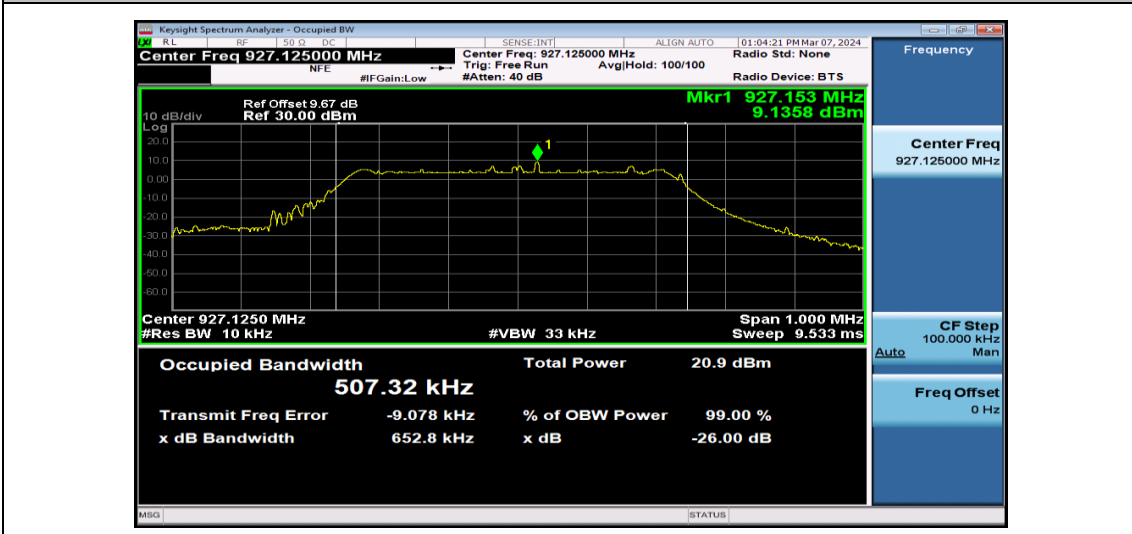 Keysight Spectrum Analyzer - Occupied BW
LXI RL RF 50 Ω DC SENSE:INT ALIGN AUTO 01:04:21 PM Mar 07, 2024
Center Freq 927.125000 MHz Center Freq: 927.125000 MHz Radio Std: None
NFE Trig: Free Run Avg|Hold: 100/100
#IFGain:Low #Atten: 40 dB Radio Device: BTS
Frequency
Mkr1 927.153 MHz
Ref Offset 9.67 dB 9.1358 dBm
10 dB/div Ref 30.00 dBm
Log
20.0
10.0
0.00
-10.0
-20.0
-30.0
-40.0
-50.0
-60.0
1
Center 927.1250 MHz Span 1.000 MHz
#Res BW 10 kHz #VBW 33 kHz Sweep 9.533 ms
Occupied Bandwidth Total Power 20.9 dBm
507.32 kHz
Transmit Freq Error -9.078 kHz % of OBW Power 99.00 %
x dB Bandwidth 652.8 kHz x dB -26.00 dB
Center Freq
927.125000 MHz
CF Step
100.000 kHz
Auto Man
Freq Offset
0 Hz
MSG STATUS